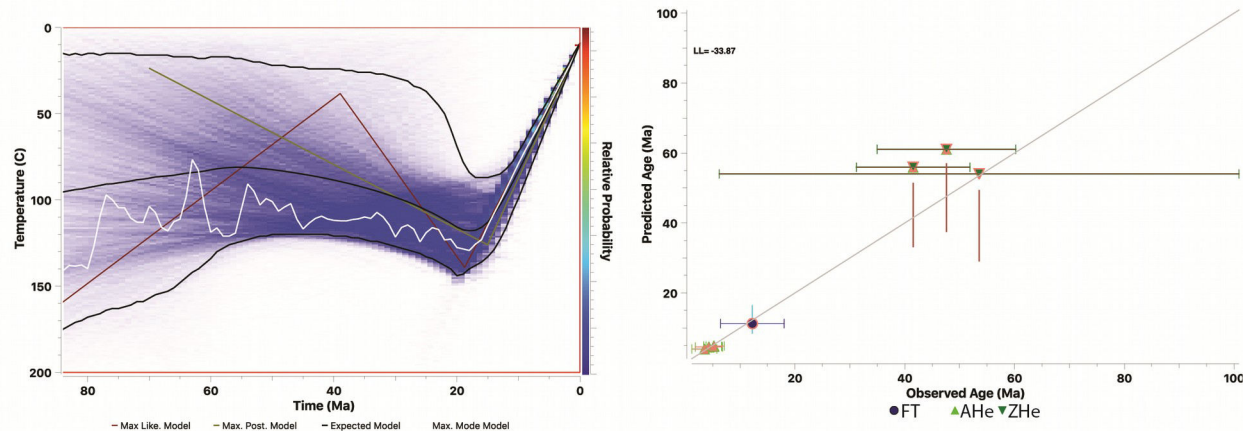 0
50
100
150
200
Temperature (C)
80
60
40
20
0
Time (Ma)
Relative Probability
Max Like. Model
Max. Post. Model
Expected Model
Max. Mode Model
100
80
60
40
20
Predicted Age (Ma)
LL= -33.87
20
40
60
80
100
Observed Age (Ma)
FT
AHe
ZHe